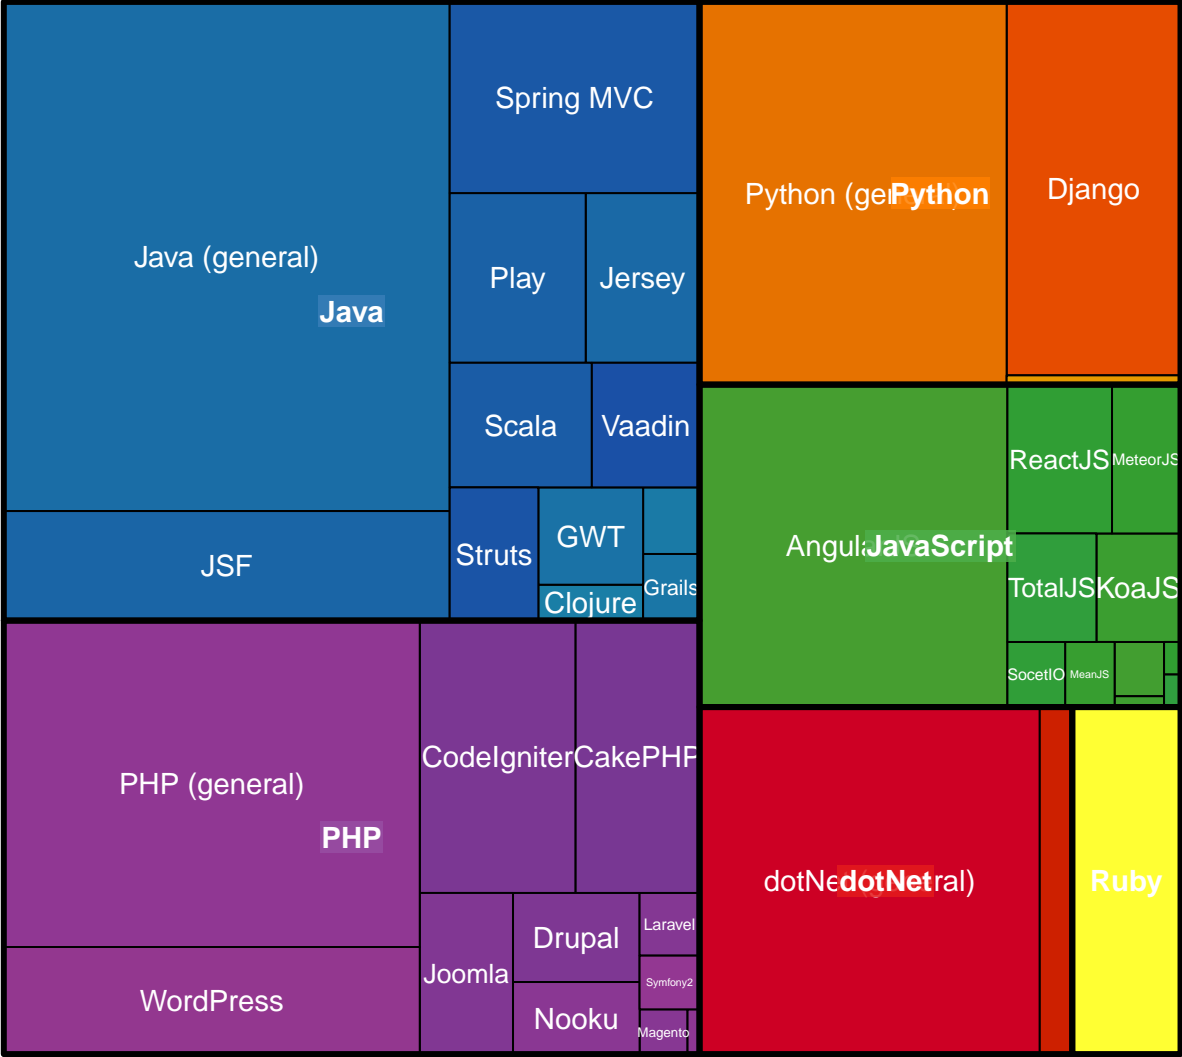 Java (general)
Java
JSF
Spring MVC
Play
Jersey
Scala
Vaadin
Struts
GWT
Clojure
Grails
PHP (general)
PHP
WordPress
CodeIgniter
CakePHP
Joomla
Drupal
Nooku
Laravel
Symfony2
Magento
Python (gen
Python
Django
Angula
JavaScript
ReactJS
MeteorJS
TotalJS
KoaJS
SocetIO
MeanJS
dotNe
dotNet
ral)
Ruby